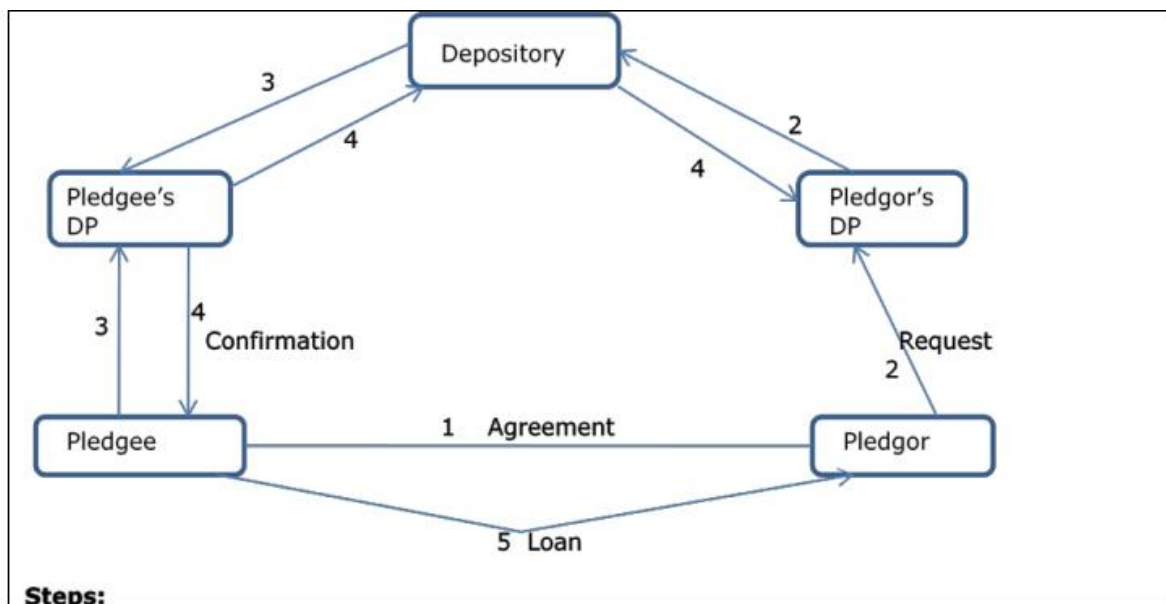 Depository
3
4
2
4
Pledgee’s
DP
Pledgor’s
DP
3
4
Confirmation
Request
2
Pledgee
1 Agreement
Pledgor
5 Loan
Steps: